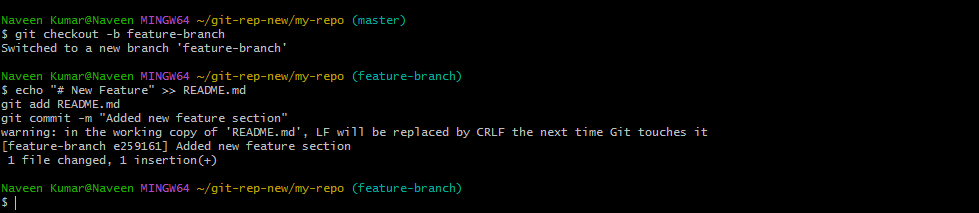 Naveen Kumar@Naveen MINGW64 ~/git-rep-new/my-repo (master)
$ git checkout -b feature-branch
Switched to a new branch 'feature-branch'
Naveen Kumar@Naveen MINGW64 ~/git-rep-new/my-repo (feature-branch)
$ echo "# New Feature" >> README.md
git add README.md
git commit -m "Added new feature section"
warning: in the working copy of 'README.md', LF will be replaced by CRLF the next time Git touches it
[feature-branch e259161] Added new feature section
 1 file changed, 1 insertion(+)
Naveen Kumar@Naveen MINGW64 ~/git-rep-new/my-repo (feature-branch)
$